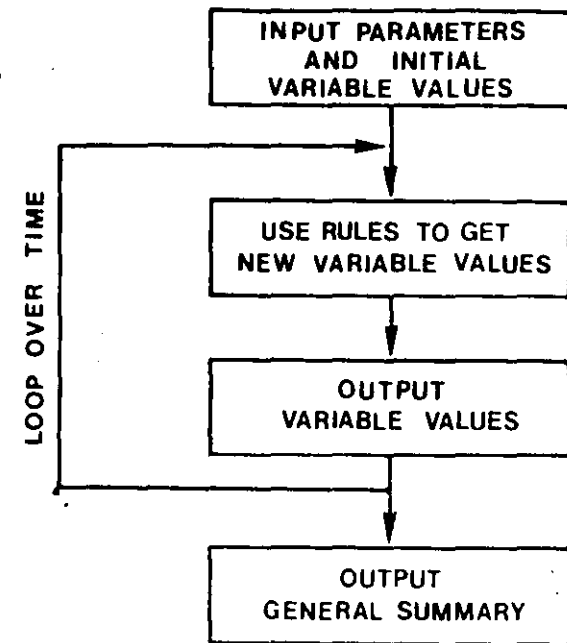 INPUT PARAMETERS
AND INITIAL
VARIABLE VALUES
LOOP OVER TIME
USE RULES TO GET
NEW VARIABLE VALUES
OUTPUT
VARIABLE VALUES
OUTPUT
GENERAL SUMMARY